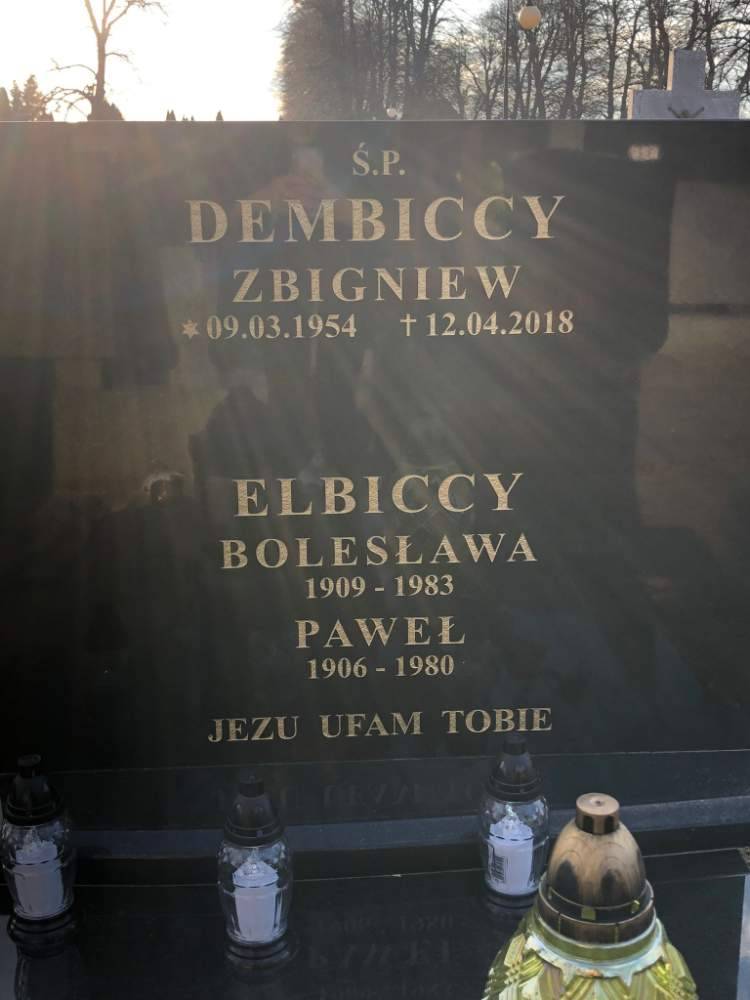 Ś.P.
DEMBICCY
ZBIGNIEW
✶09.03.1954 †12.04.2018
ELBICCY
BOLESŁAWA
1909 - 1983
PAWEŁ
1906 - 1980
JEZU UFAM TOBIE